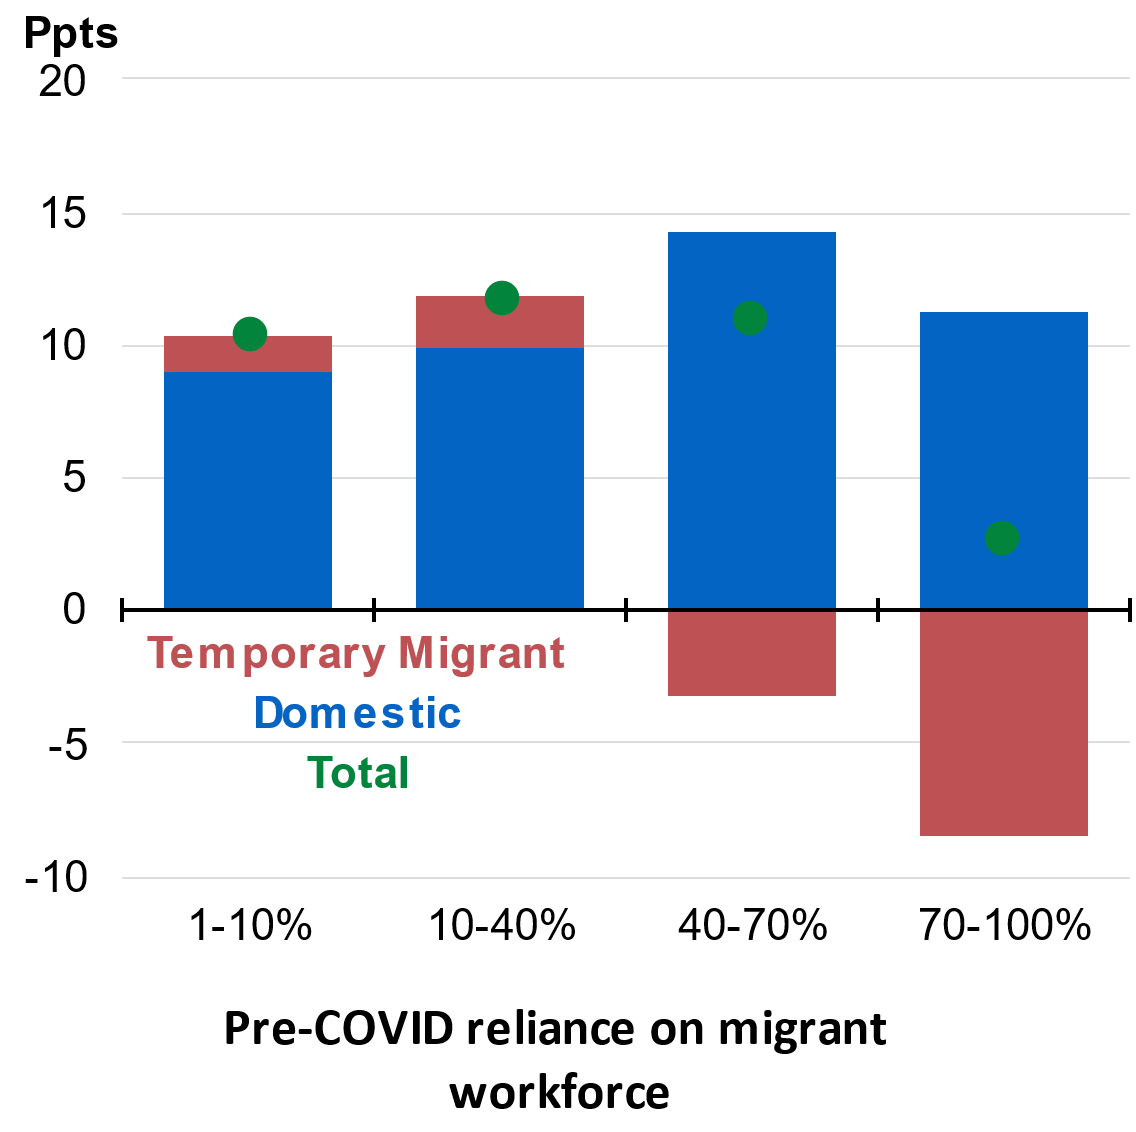 Ppts
20
15
10
5
0
Temporary Migrant
Domestic
-5
Total
-10
1-10% 10-40% 40-70% 70-100%
Pre-COVID reliance on migrant
workforce